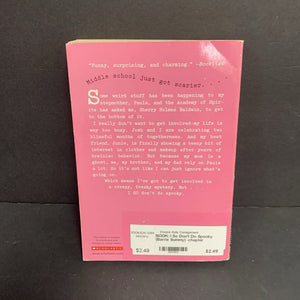 "Funny, surprising, and charming." —Booklist
Middle school just got scarier. . . .
Some weird stuff has been happening to my
stepmother, Paula, and the Academy of Spir-
its has asked me, Sherry Holmes Baldwin, to get
to the bottom of it.
I really don't want to get involved—my life is
way too busy. Josh and I are celebrating two
blissful months of togetherness. And my best
friend, Junie, is finally showing a teeny bit of
interest in clothes and makeup after years of
brainiac behavior. But because my mom is a
ghost, me, my brother, and my dad rely on Paula
a lot. So it's not like I can just ignore what's
going on.
Which means I've got to get involved in a
creepy, freaky mystery. But
I SO don't do spooky.
SCHOLASTIC
$2.49
BOOK: I So Don't Do Spooky
(Barrie Summy) -chapter
$2.49